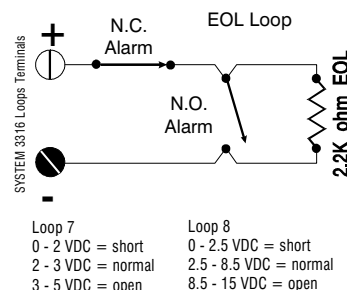 EOL Loop
N.C.
Alarm
+
N.O.
Alarm
-
SYSTEM 3316 Loops Terminals
2.2K ohm EOL
Loop 7
0 - 2 VDC = short
2 - 3 VDC = normal
3 - 5 VDC = open
Loop 8
0 - 2.5 VDC = short
2.5 - 8.5 VDC = normal
8.5 - 15 VDC = open